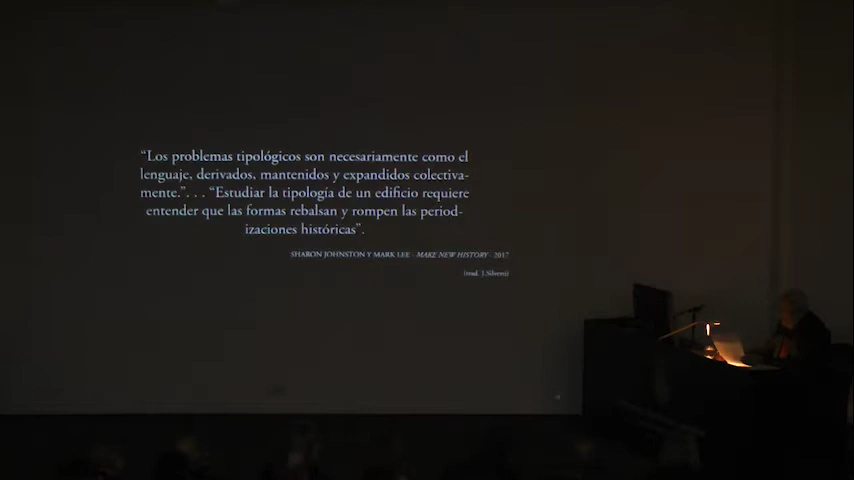 “Los problemas tipológicos son necesariamente como el
lenguaje, derivados, mantenidos y expandidos colectiva-
mente.”. . . “Estudiar la tipología de un edificio requiere
entender que las formas rebalsan y rompen las period-
izaciones históricas”.
SHARON JOHNSTON Y MARK LEE - MAKE NEW HISTORY - 2017
(trad. J.Silvetti)